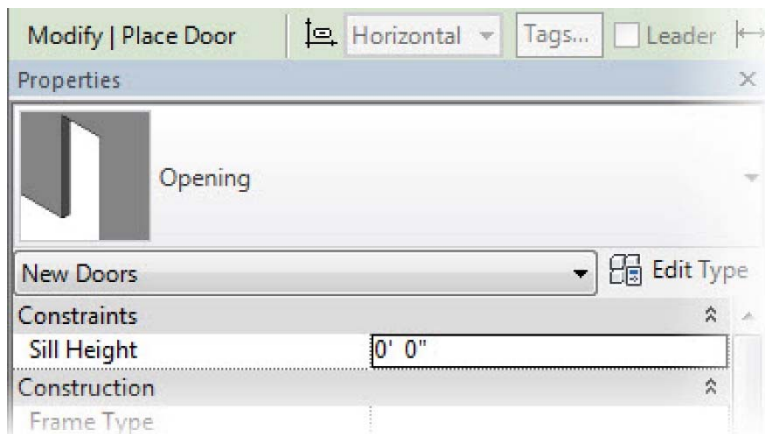 Modify | Place Door Horizontal Tags... Leader
Properties
Opening
New Doors Edit Type
Constraints
Sill Height 0' 0"
Construction
Frame Type